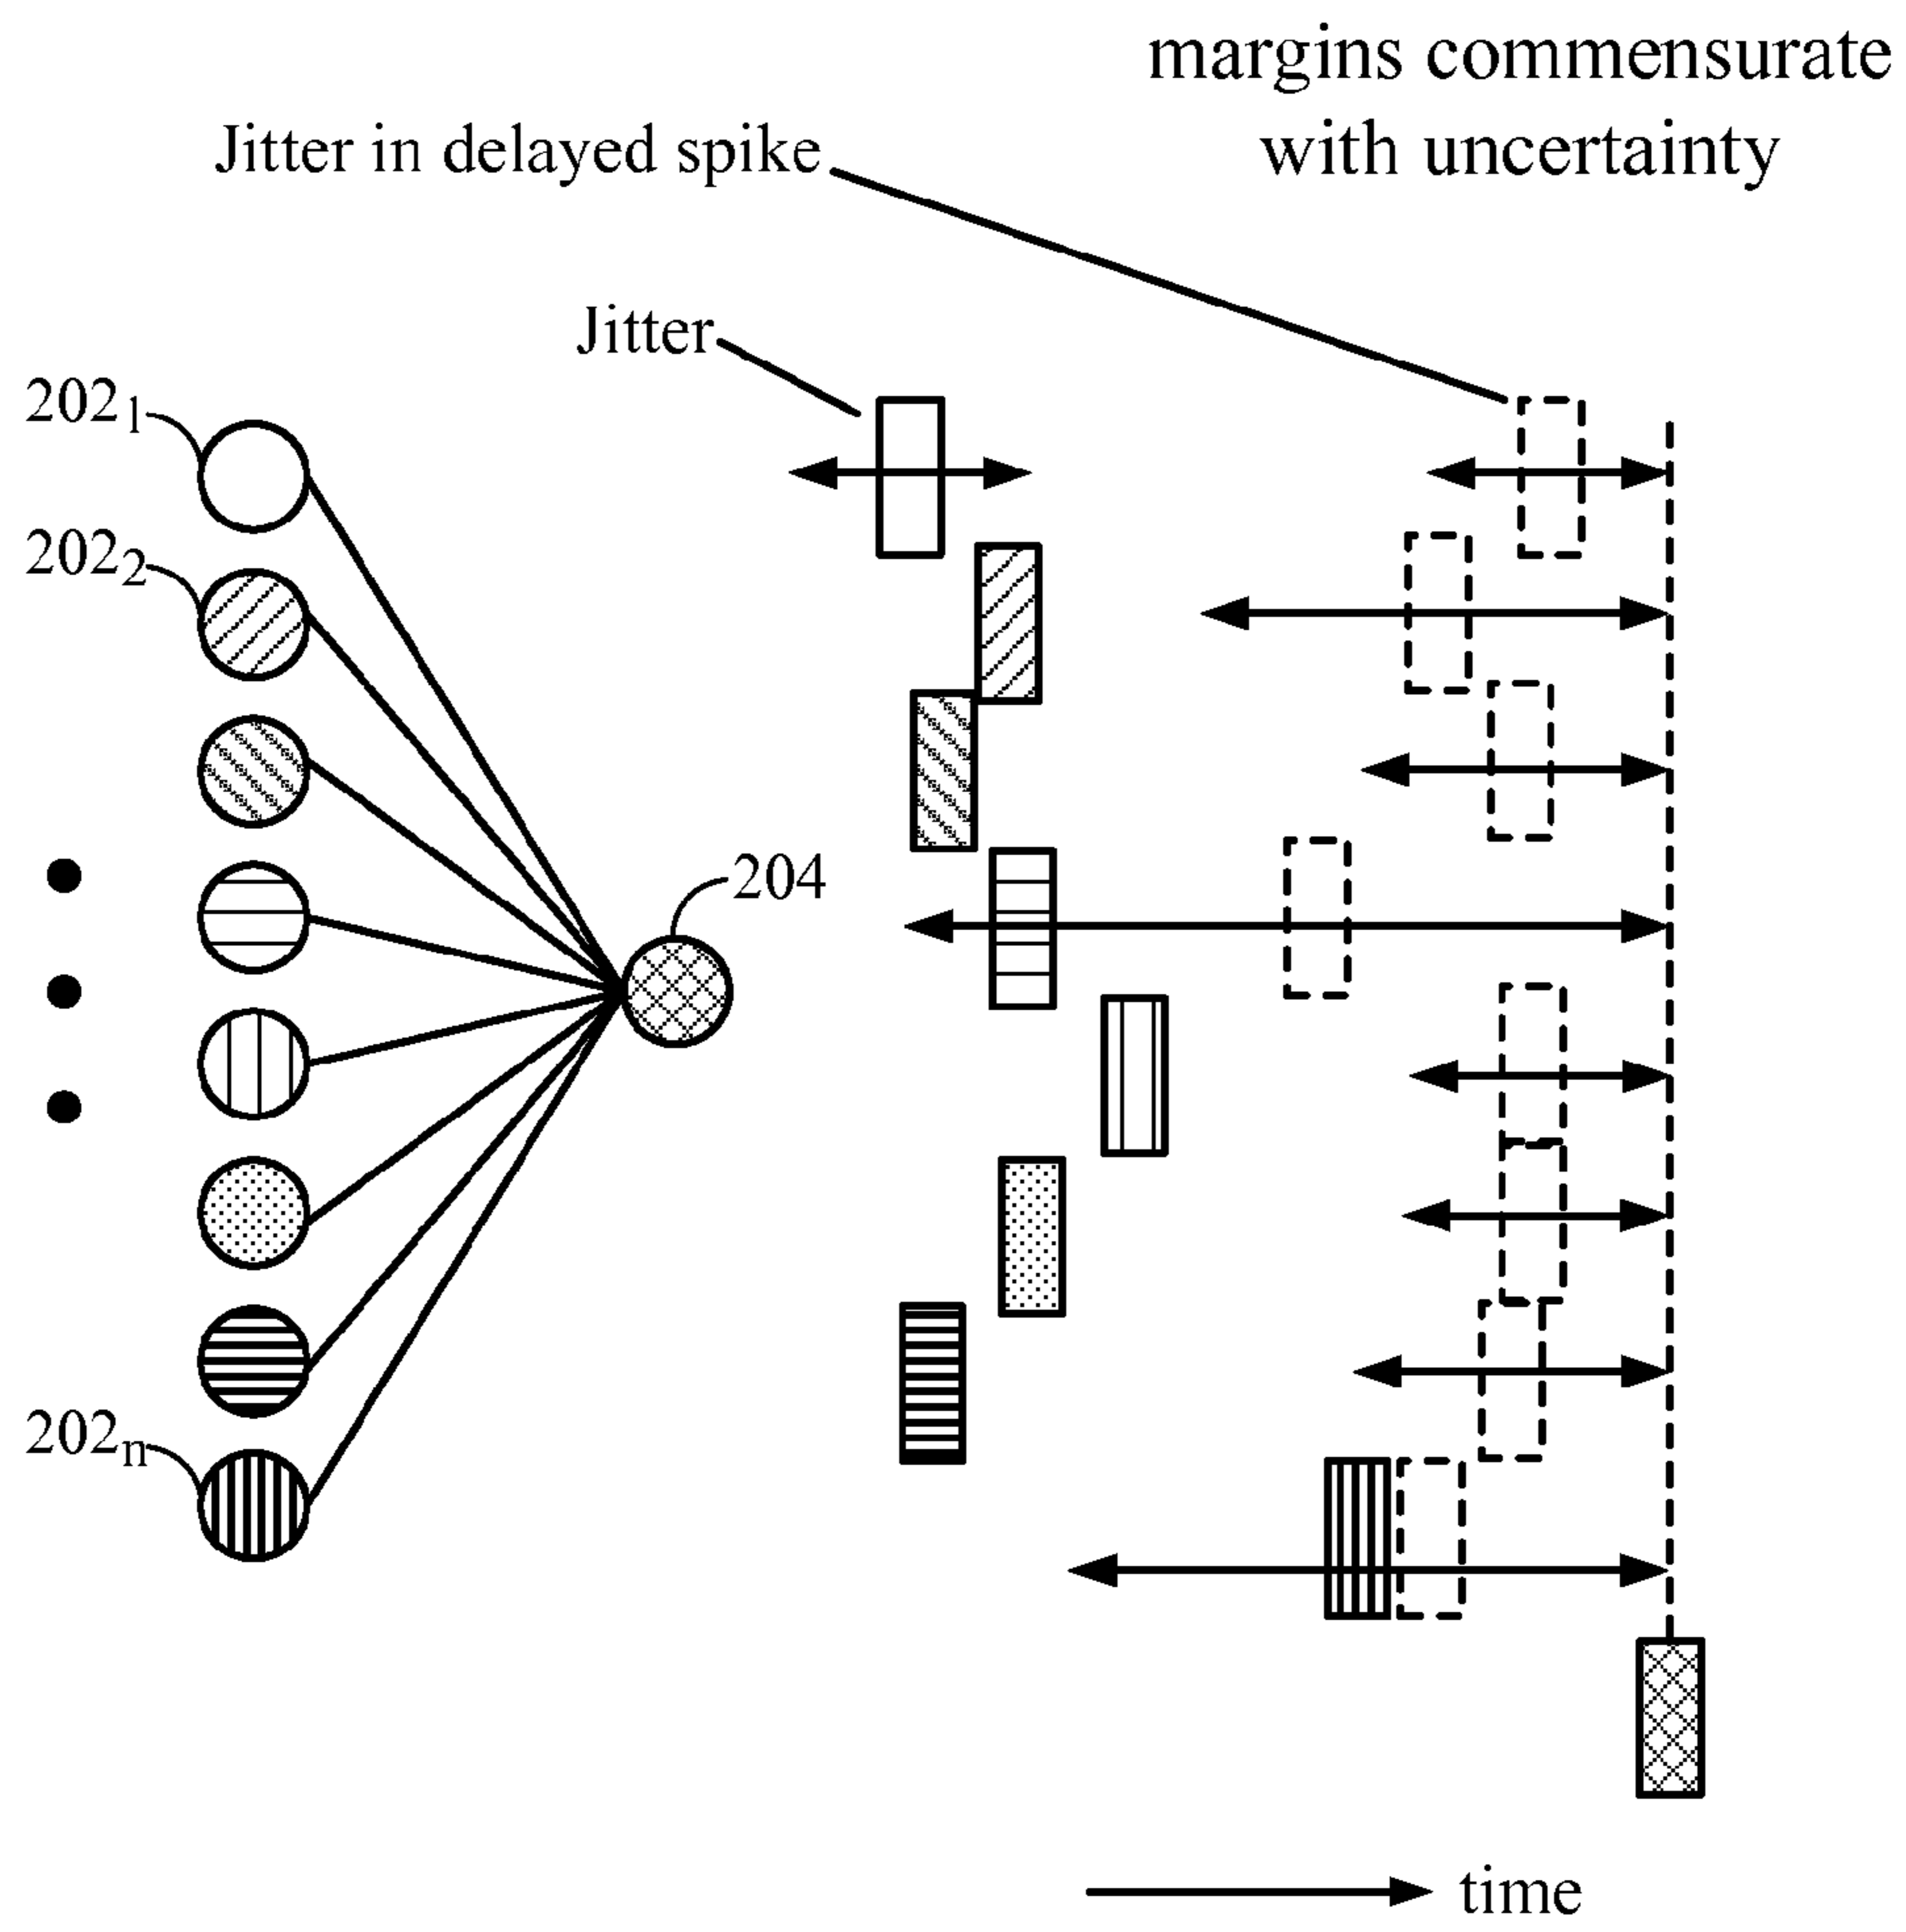 margins commensurate
with uncertainty
Jitter in delayed spike
Jitter
202₁
202₂
204
202ₙ
time